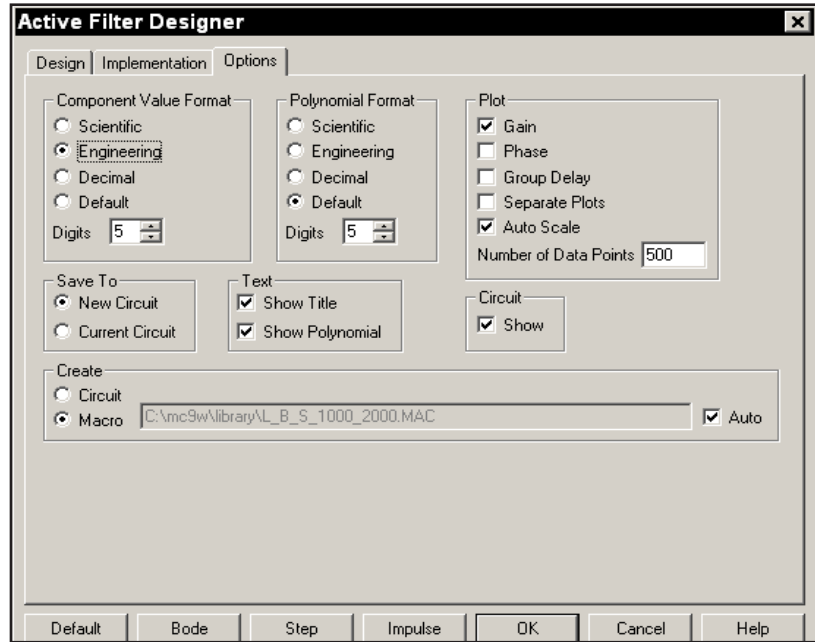 Active Filter Designer
Design Implementation Options
Component Value Format
Scientific
Engineering
Decimal
Default
Digits 5
Polynomial Format
Scientific
Engineering
Decimal
Default
Digits 5
Plot
Gain
Phase
Group Delay
Separate Plots
Auto Scale
Number of Data Points 500
Save To
New Circuit
Current Circuit
Text
Show Title
Show Polynomial
Circuit
Show
Create
Circuit
Macro C:\mc9w\library\L_B_S_1000_2000.MAC Auto
Default Bode Step Impulse OK Cancel Help